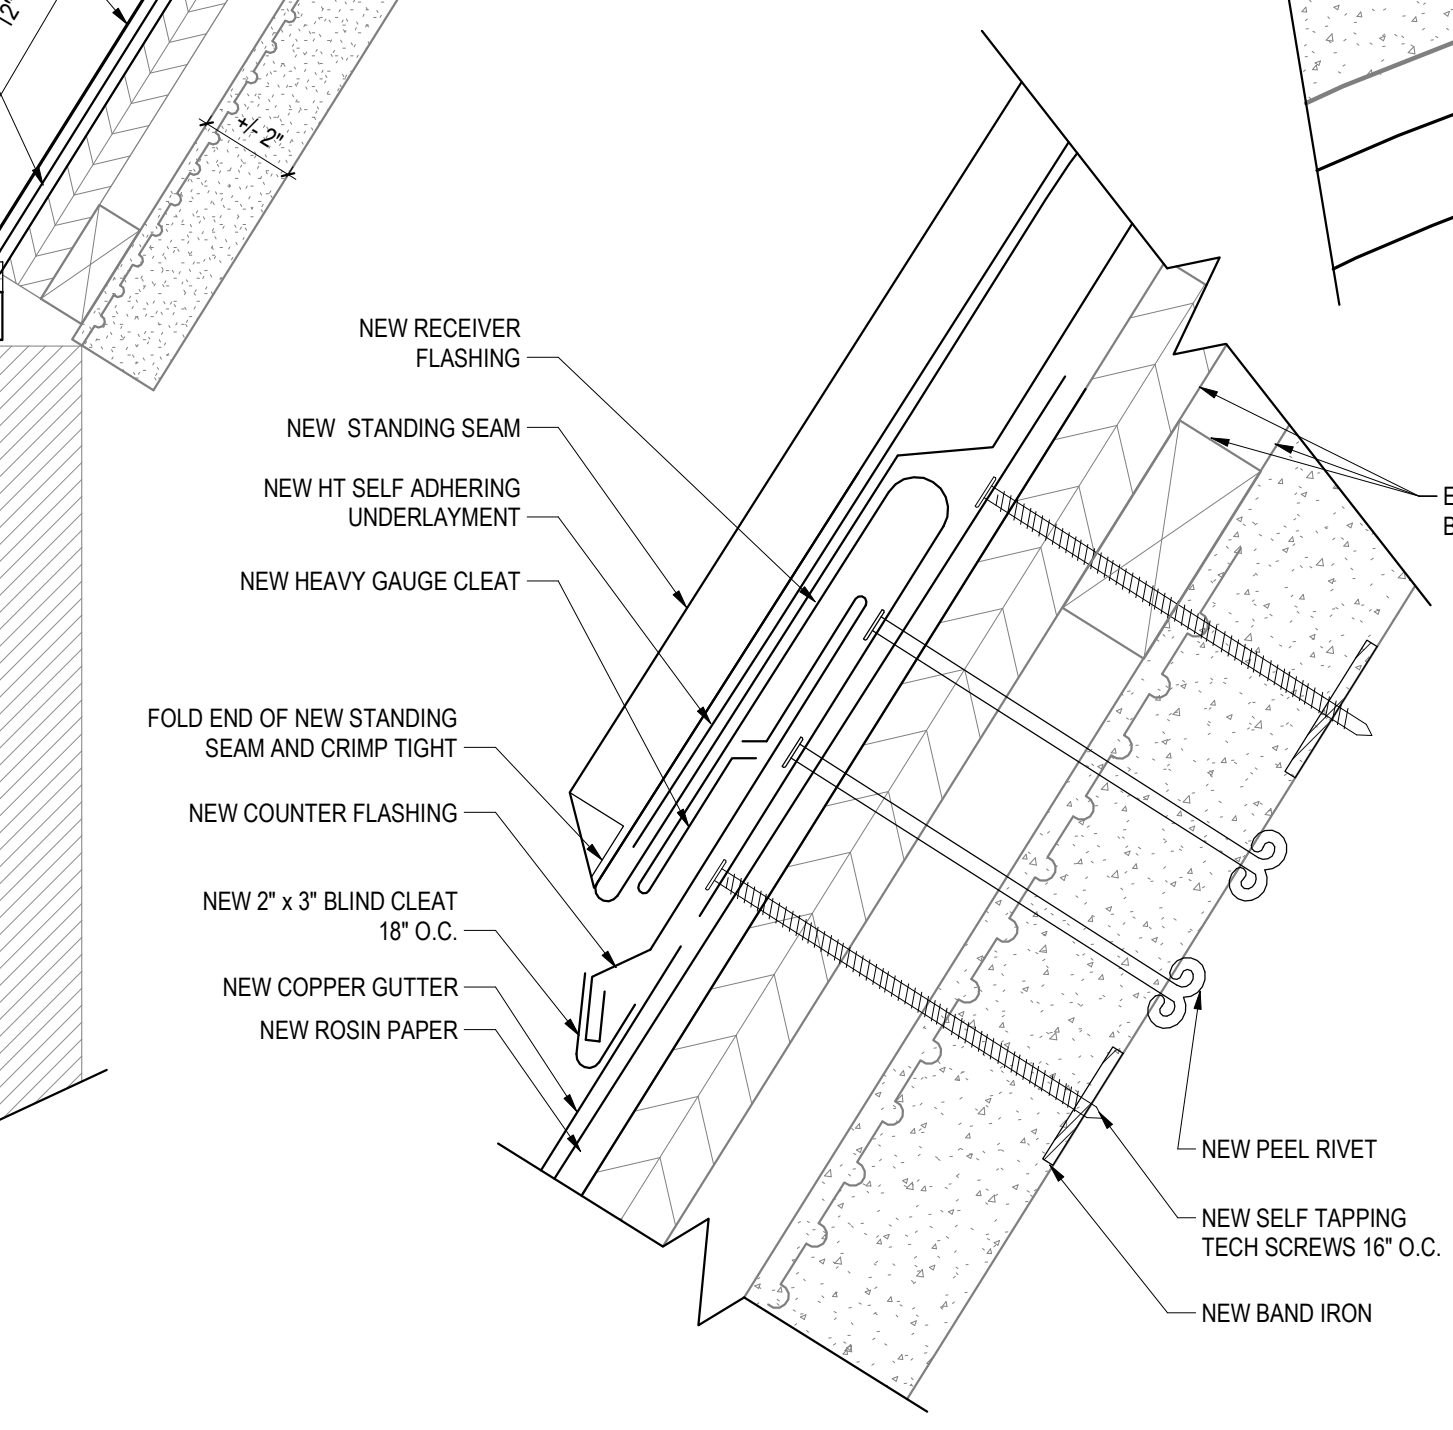 12"
+/- 2"
NEW RECEIVER
FLASHING
NEW STANDING SEAM
NEW HT SELF ADHERING
UNDERLAYMENT
NEW HEAVY GAUGE CLEAT
FOLD END OF NEW STANDING
SEAM AND CRIMP TIGHT
NEW COUNTER FLASHING
NEW 2" x 3" BLIND CLEAT
18" O.C.
NEW COPPER GUTTER
NEW ROSIN PAPER
E
B
NEW PEEL RIVET
NEW SELF TAPPING
TECH SCREWS 16" O.C.
NEW BAND IRON